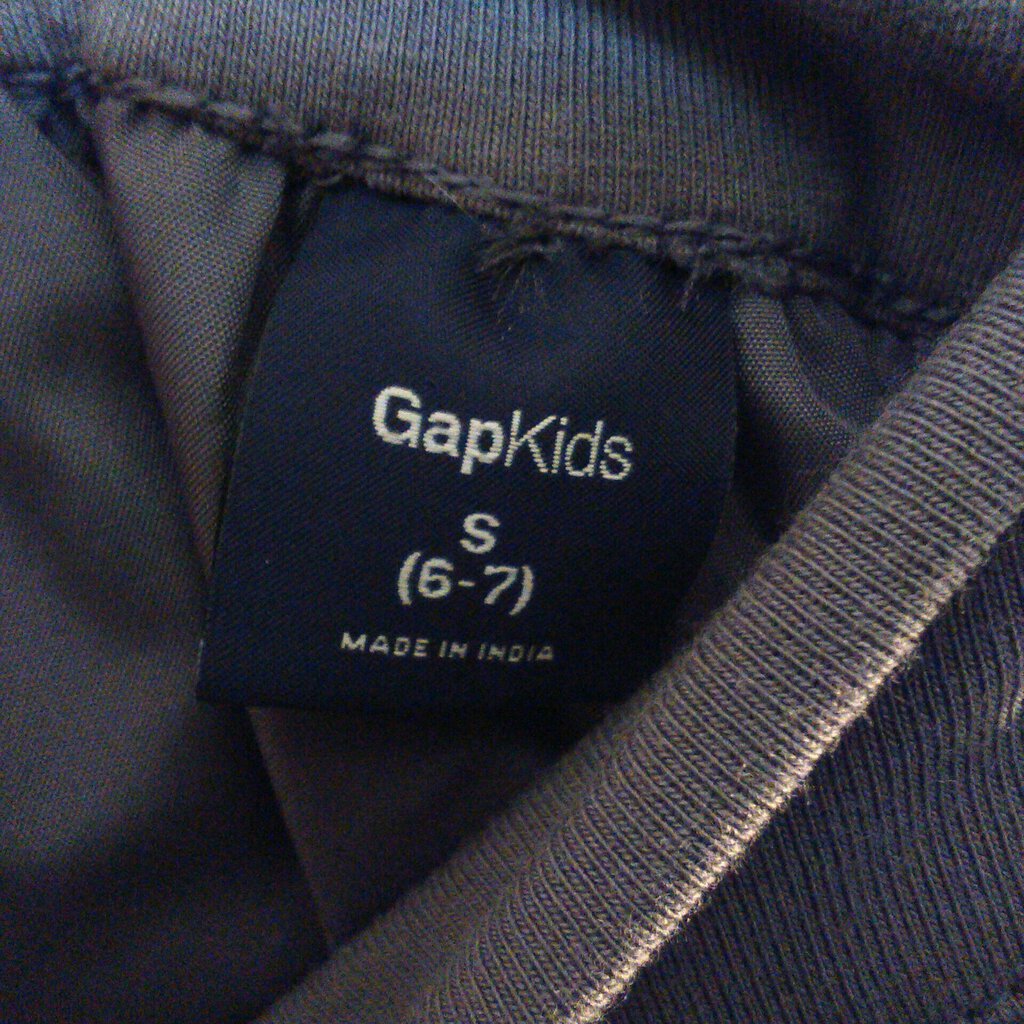 GapKids
S
(6-7)
MADE IN INDIA